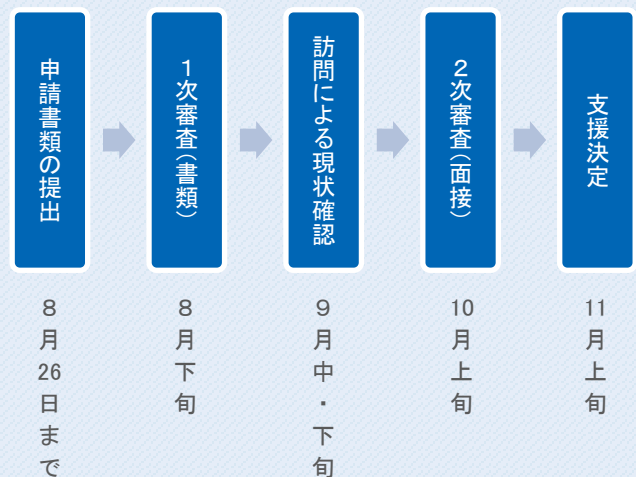 申請書類の提出
１次審査（書類）
訪問による現状確認
２次審査（面接）
支援決定
８月26日まで
８月下旬
９月中・下旬
10月上旬
11月上旬